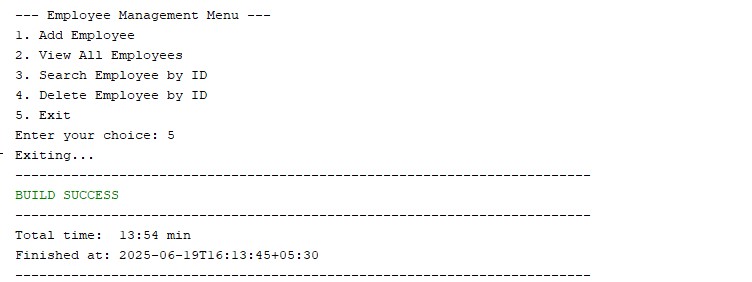 --- Employee Management Menu ---
1. Add Employee
2. View All Employees
3. Search Employee by ID
4. Delete Employee by ID
5. Exit
Enter your choice: 5
Exiting...
------------------------------------------------------------------------
BUILD SUCCESS
------------------------------------------------------------------------
Total time:  13:54 min
Finished at: 2025-06-19T16:13:45+05:30
------------------------------------------------------------------------